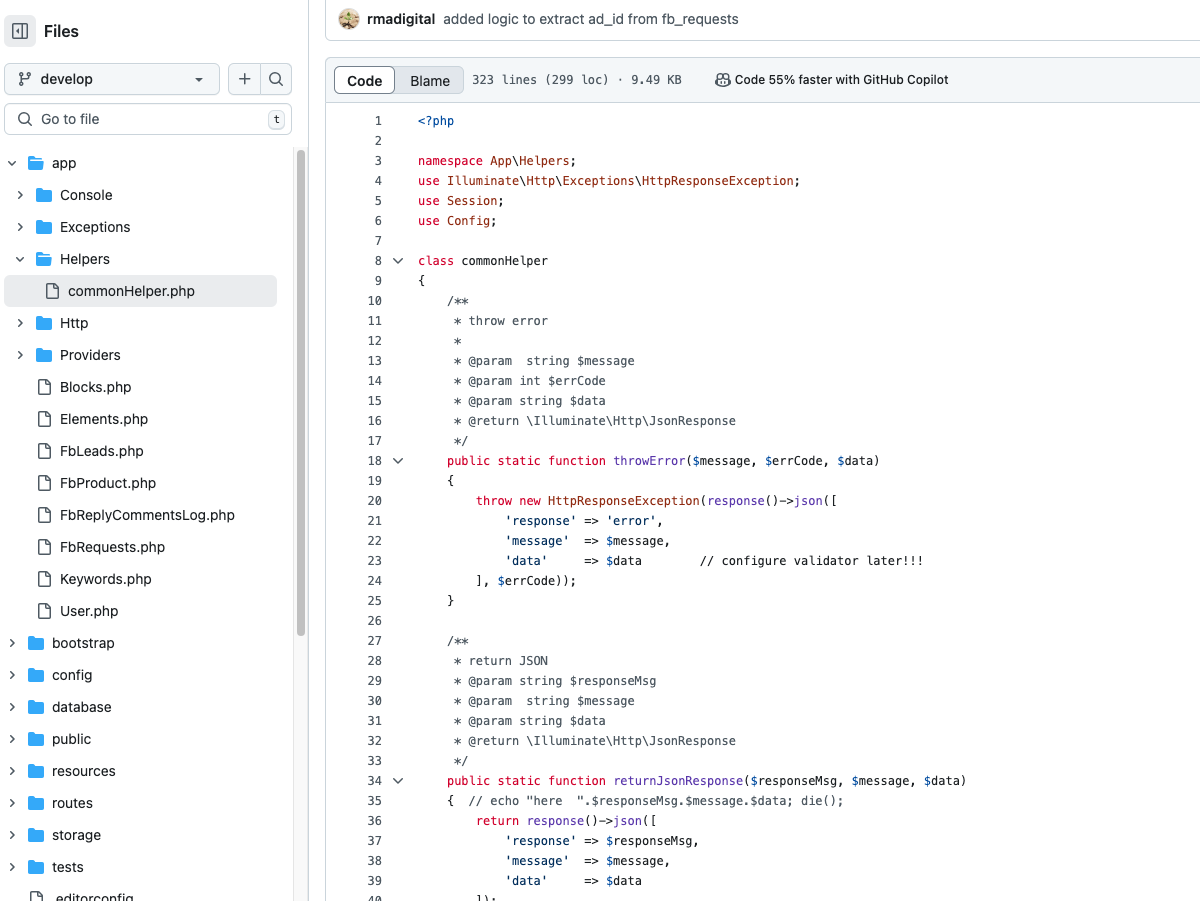 Files
develop
Go to file
t
app
Console
Exceptions
Helpers
commonHelper.php
Http
Providers
Blocks.php
Elements.php
FbLeads.php
FbProduct.php
FbReplyCommentsLog.php
FbRequests.php
Keywords.php
User.php
bootstrap
config
database
public
resources
routes
storage
tests
.editorconfig
rmadigital added logic to extract ad_id from fb_requests
Code Blame 323 lines (299 loc) · 9.49 KB Code 55% faster with GitHub Copilot
1 <?php
2
3 namespace App\Helpers;
4 use Illuminate\Http\Exceptions\HttpResponseException;
5 use Session;
6 use Config;
7
8 class commonHelper
9 {
10     /**
11      * throw error
12      *
13      * @param  string $message
14      * @param int $errCode
15      * @param string $data
16      * @return \Illuminate\Http\JsonResponse
17      */
18     public static function throwError($message, $errCode, $data)
19     {
20         throw new HttpResponseException(response()->json([
21             'response' => 'error',
22             'message'  => $message,
23             'data'     => $data        // configure validator later!!!
24         ], $errCode));
25     }
26
27     /**
28      * return JSON
29      * @param string $responseMsg
30      * @param  string $message
31      * @param string $data
32      * @return \Illuminate\Http\JsonResponse
33      */
34     public static function returnJsonResponse($responseMsg, $message, $data)
35     {  // echo "here  ".$responseMsg.$message.$data; die();
36         return response()->json([
37             'response' => $responseMsg,
38             'message'  => $message,
39             'data'     => $data
40         ]);